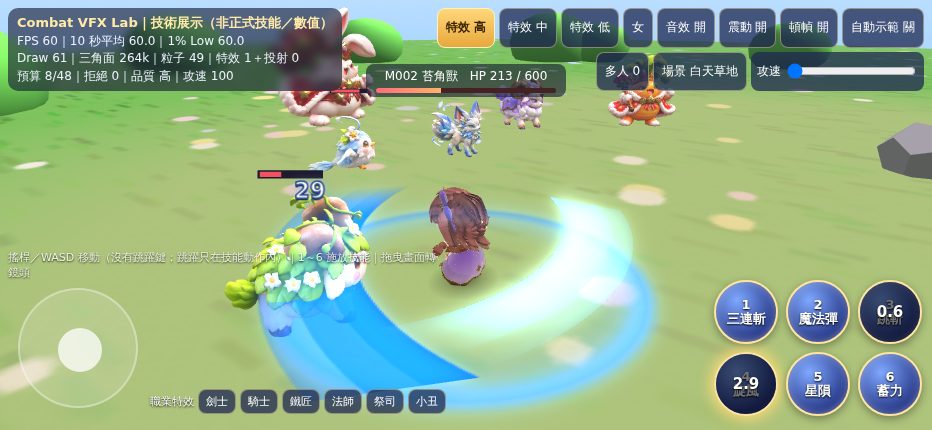 Combat VFX Lab｜技術展示（非正式技能／數值）
FPS 60｜10 秒平均 60.0｜1% Low 60.0
Draw 61｜三角面 264k｜粒子 49｜特效 1＋投射 0
預算 8/48｜拒絕 0｜品質 高｜攻速 100
特效 高
特效 中
特效 低
女
音效 開
震動 開
頓幀 開
自動示範 關
多人 0
場景 白天草地
攻速
M002 苔角獸 HP 213 / 600
29
搖桿／WASD 移動（沒有跳躍鍵；跳躍只在技能動作內）｜1～6 施放技能｜拖曳畫面轉
鏡頭
1
三連斬
2
魔法彈
3
0.6
2.9
旋風
5
星隕
6
蓄力
職業特效
劍士
騎士
鐵匠
法師
祭司
小丑